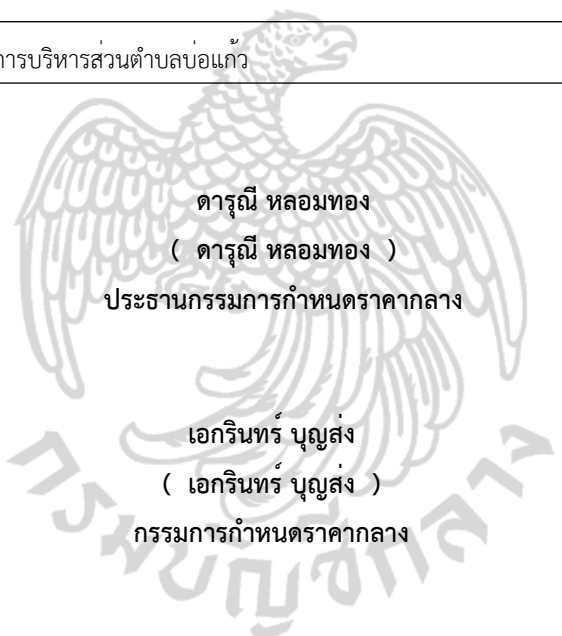 การบริหารส่วนตำบลบ่อแก้ว
ดารุณี หลอมทอง
( ดารุณี หลอมทอง )
ประธานกรรมการกำหนดราคากลาง
เอกรินทร์ บุญส่ง
( เอกรินทร์ บุญส่ง )
กรรมการกำหนดราคากลาง
กรมบัญชีกลาง